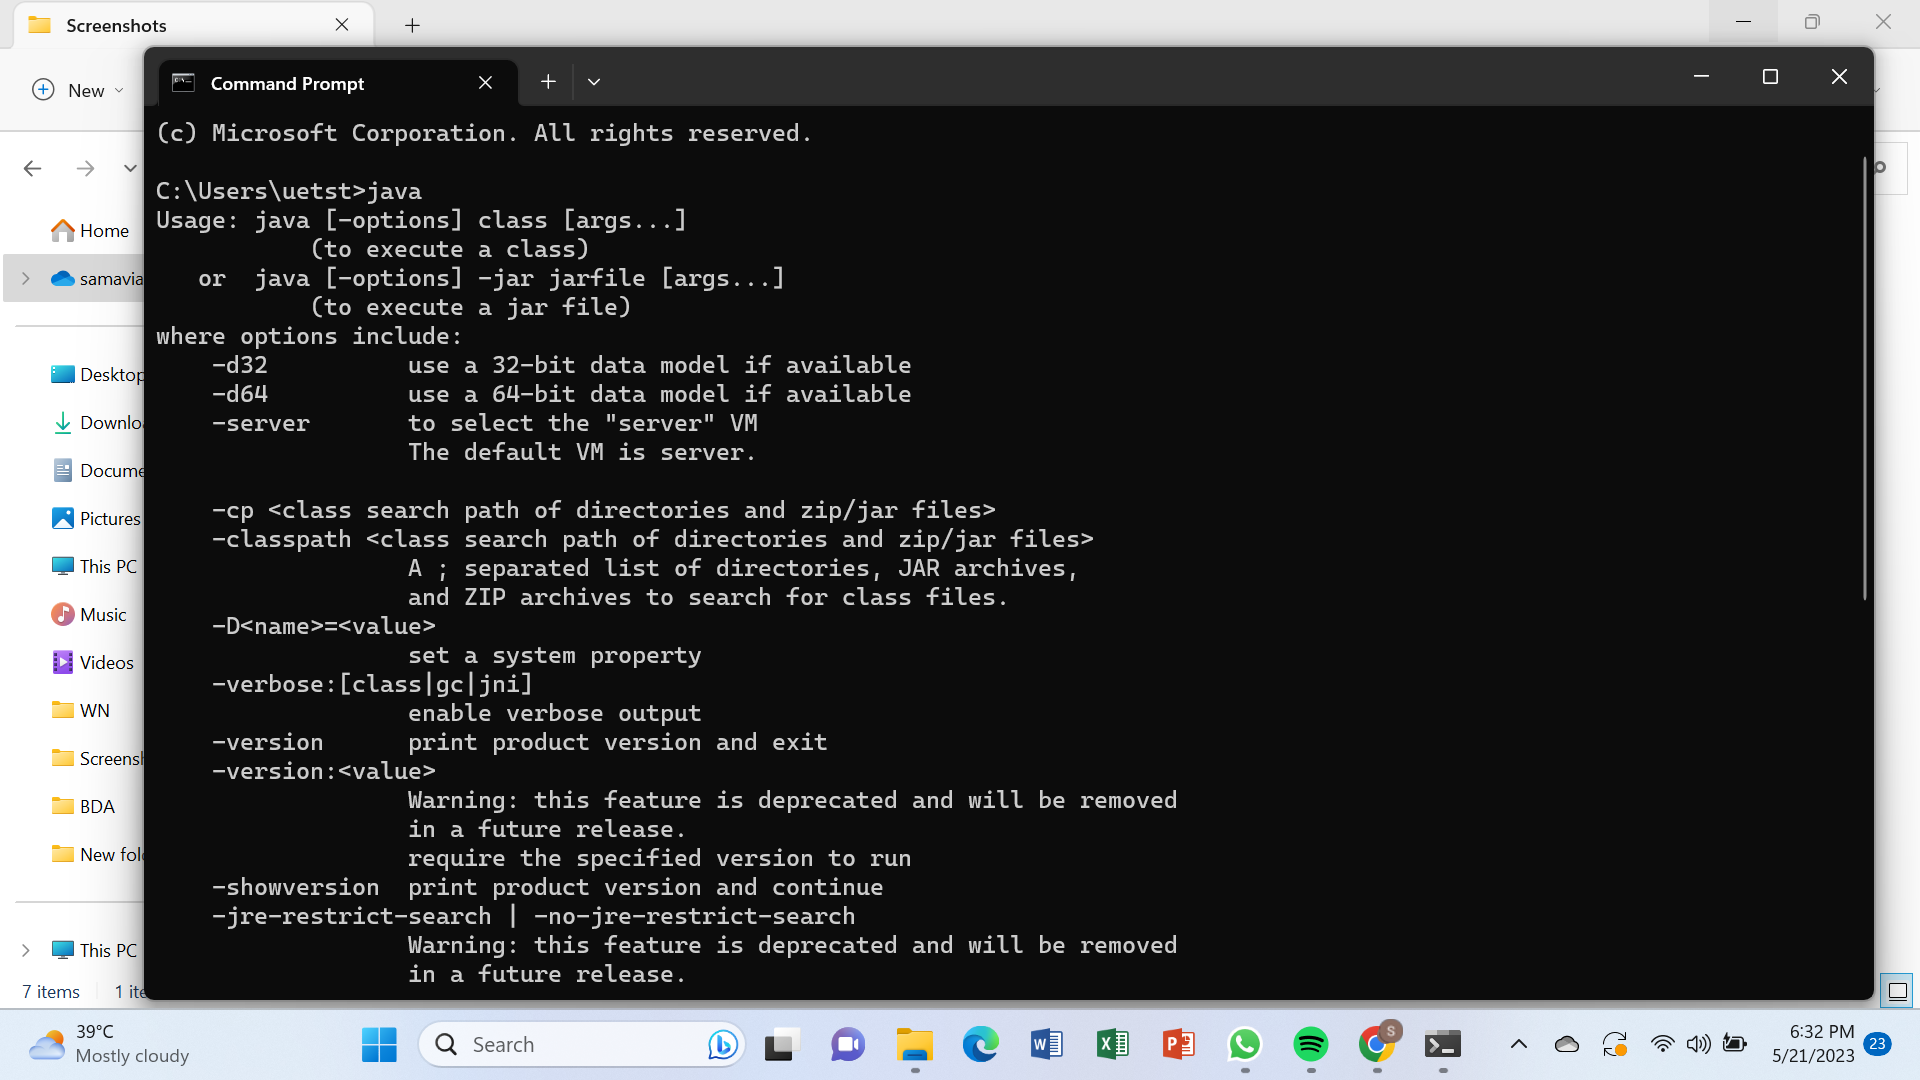 Screenshots
New
Command Prompt
(c) Microsoft Corporation. All rights reserved.
C:\Users\uetst>java
Usage: java [-options] class [args...]
(to execute a class)
or java [-options] -jar jarfile [args...]
(to execute a jar file)
where options include:
-d32 use a 32-bit data model if available
-d64 use a 64-bit data model if available
-server to select the "server" VM
The default VM is server.
-cp <class search path of directories and zip/jar files>
-classpath <class search path of directories and zip/jar files>
A ; separated list of directories, JAR archives,
and ZIP archives to search for class files.
-D<name>=<value>
set a system property
-verbose:[class|gc|jni]
enable verbose output
-version print product version and exit
-version:<value>
Warning: this feature is deprecated and will be removed
in a future release.
require the specified version to run
-showversion print product version and continue
-jre-restrict-search | -no-jre-restrict-search
Warning: this feature is deprecated and will be removed
in a future release.
Home
samavia
Desktop
Downlo
Docume
Pictures
This PC
Music
Videos
WN
Screensh
BDA
New fol
This PC
7 items 1 ite
39°C
Mostly cloudy
Search
S
6:32 PM
5/21/2023
23